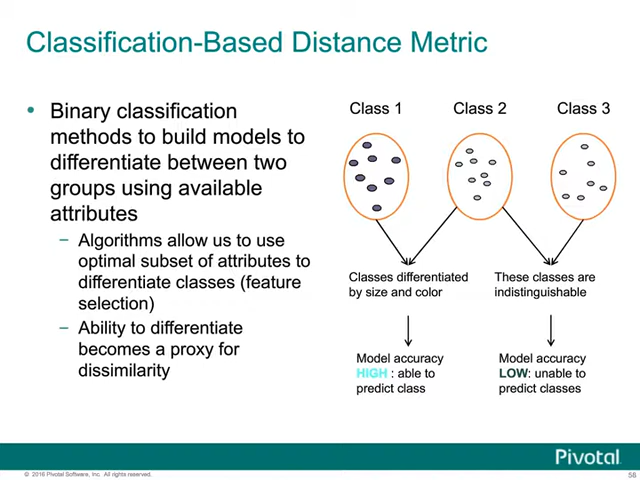 Classification-Based Distance Metric
• Binary classification
methods to build models to
differentiate between two
groups using available
attributes
– Algorithms allow us to use
optimal subset of attributes to
differentiate classes (feature
selection)
– Ability to differentiate
becomes a proxy for
dissimilarity
Class 1
Class 2
Class 3
Classes differentiated
by size and color
These classes are
indistinguishable
Model accuracy
HIGH : able to
predict class
Model accuracy
LOW: unable to
predict classes
Pivotal
© 2016 Pivotal Software, Inc. All rights reserved.
58